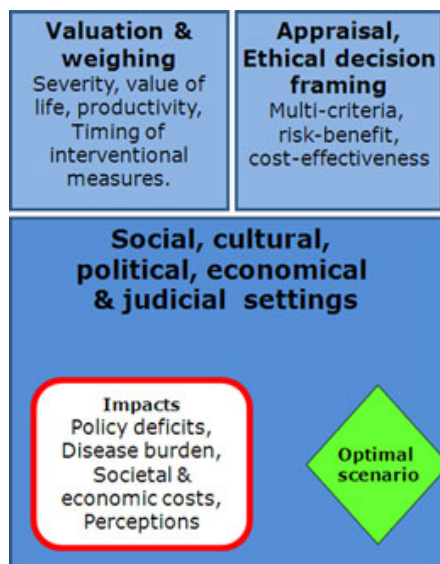 Valuation &
weighing
Severity, value of
life, productivity,
Timing of
interventional
measures.
Appraisal,
Ethical decision
framing
Multi-criteria,
risk-benefit,
cost-effectiveness
Social, cultural,
political, economical
& judicial settings
Impacts
Policy deficits,
Disease burden,
Societal &
economic costs,
Perceptions
Optimal
scenario